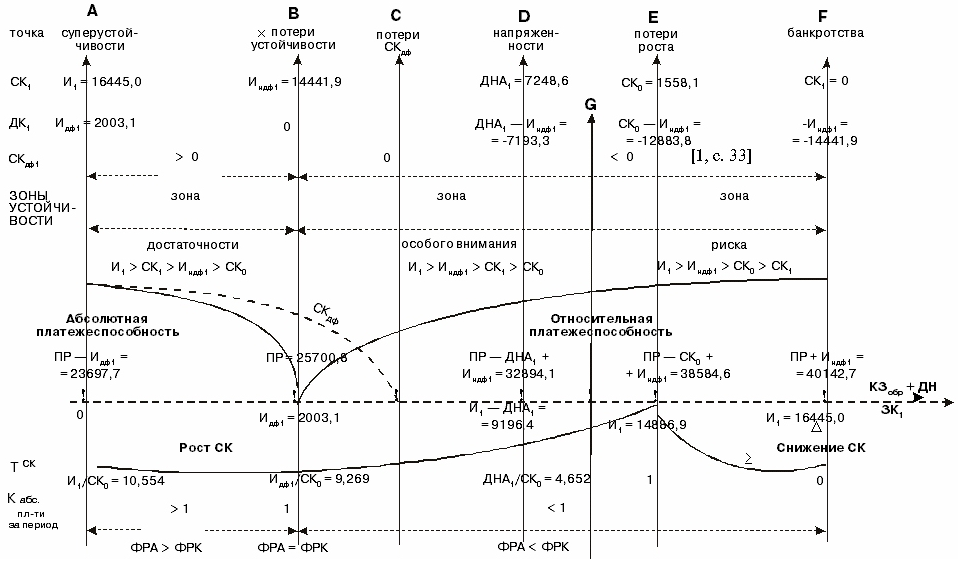 A B C D E F
точка суперустой- × потери потери напряжен- потери банкротства
чивости устойчивости СКдф ности роста
СК₁ И₁ = 16445,0 Индф1 = 14441,9 ДНА₁ = 7248,6 СК₀ = 1558,1 СК₁ = 0
G
ДК₁ Идф1 = 2003,1 0 ДНА₁ — Индф1 = СК₀ — Индф1 = -Индф1 =
= -7193,3 = -12883,8 = -14441,9
СКдф1 > 0 0 < 0 [1, с. 33]
ЗОНЫ зона зона зона
УСТОЙЧИ-
ВОСТИ
достаточности особого внимания риска
И₁ > СК₁ > Индф1 > СК₀ И₁ > Индф1 > СК₁ > СК₀ И₁ > Индф1 > СК₀ > СК₁
СКдф
Абсолютная Относительная
платежеспособность платежеспособность
ПР — Идф1 = ПР = 25700,8 ПР — ДНА₁ + ПР — СК₀ + ПР + Индф1 =
= 23697,7 Индф1 = 32894,1 + Индф1 = 38584,6 = 40142,7
КЗобр + ДН
0 И₁ — ДНА₁ = ЗК₁
Идф1 = 2003,1 = 9196,4 И₁ = 14886,9 И₁ = 16445,0
△
Рост СК Снижение СК
≥
Т СК
И₁/СК₀ = 10,554 Идф1/СК₀ = 9,269 ДНА₁/СК₀ = 4,652 1 0
К абс.
пл-ти > 1 1 < 1
за период
ФРА > ФРК ФРА = ФРК ФРА < ФРК